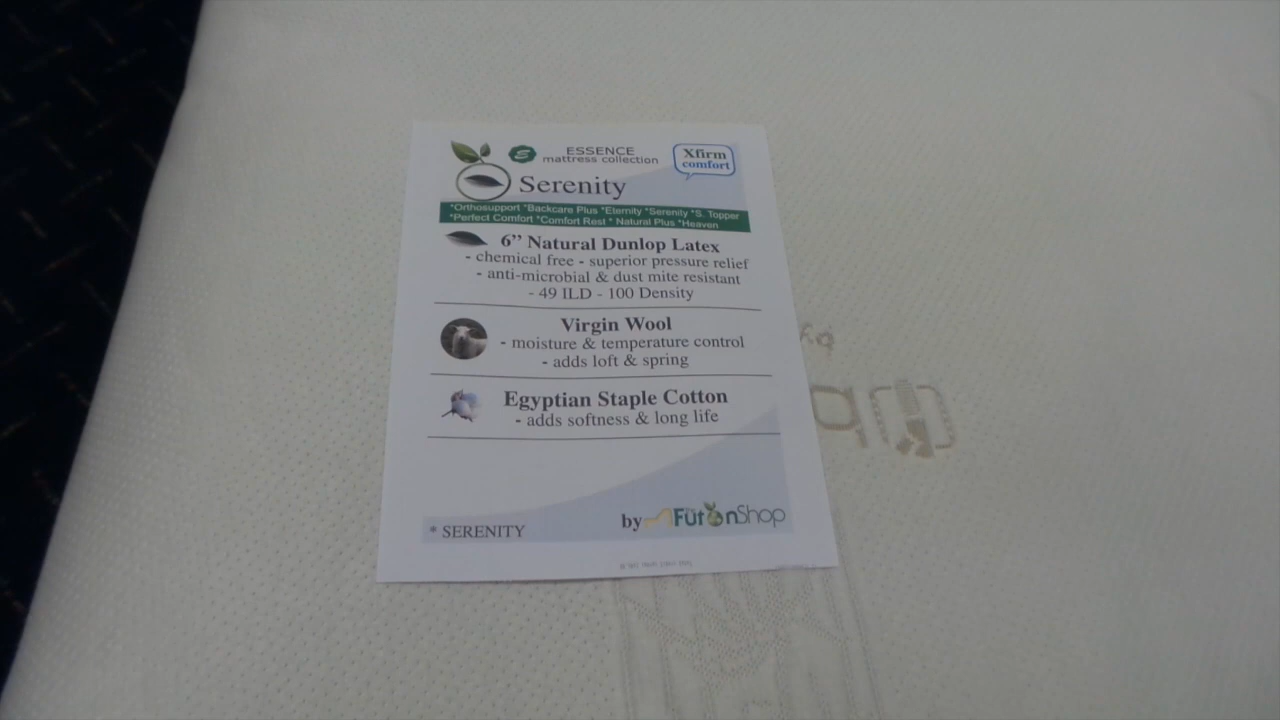 ESSENCE
mattress collection
Xfirm
comfort
Serenity
*Orthosupport *Backcare Plus *Eternity *Serenity *S. Topper
*Perfect Comfort *Comfort Rest * Natural Plus *Heaven
6” Natural Dunlop Latex
- chemical free - superior pressure relief
- anti-microbial & dust mite resistant
- 49 ILD - 100 Density
Virgin Wool
- moisture & temperature control
- adds loft & spring
Egyptian Staple Cotton
- adds softness & long life
* SERENITY
by The FutonShop